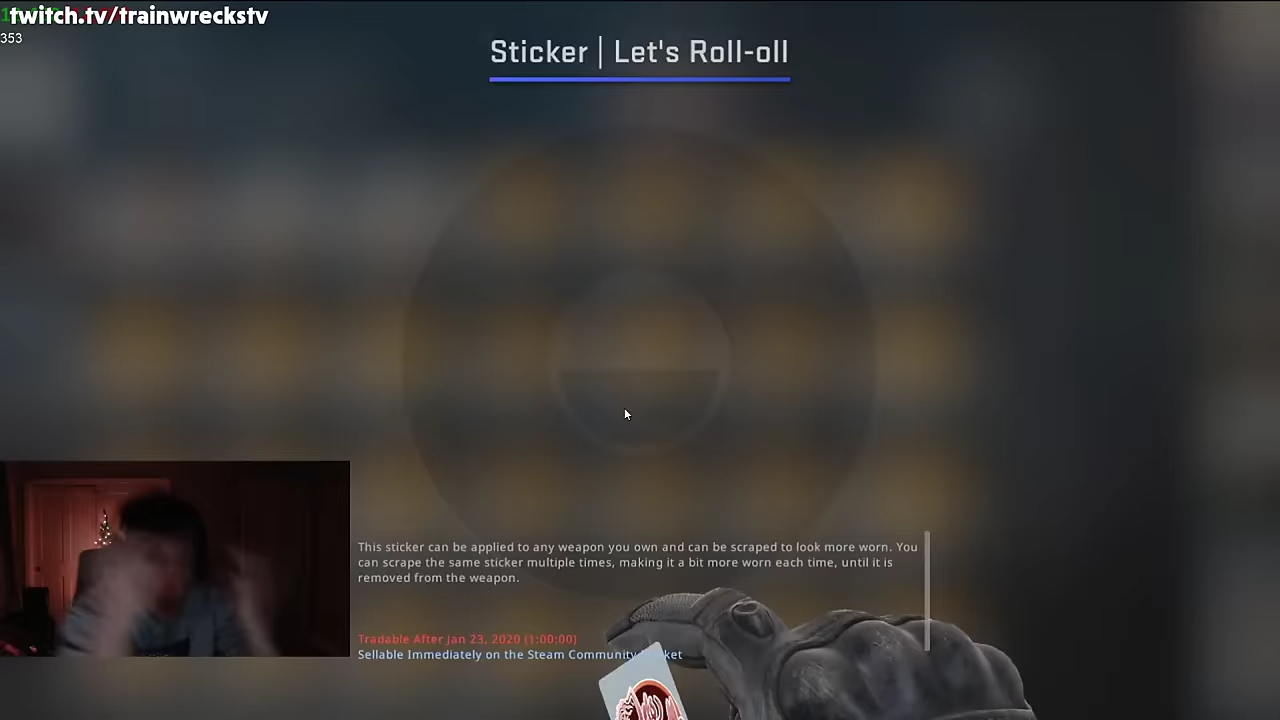 twitch.tv/trainwreckstv
353
Sticker | Let's Roll-oll
This sticker can be applied to any weapon you own and can be scraped to look more worn. You
can scrape the same sticker multiple times, making it a bit more worn each time, until it is
removed from the weapon.
Tradable After Jan 23, 2020 (1:00:00)
Sellable Immediately on the Steam Community